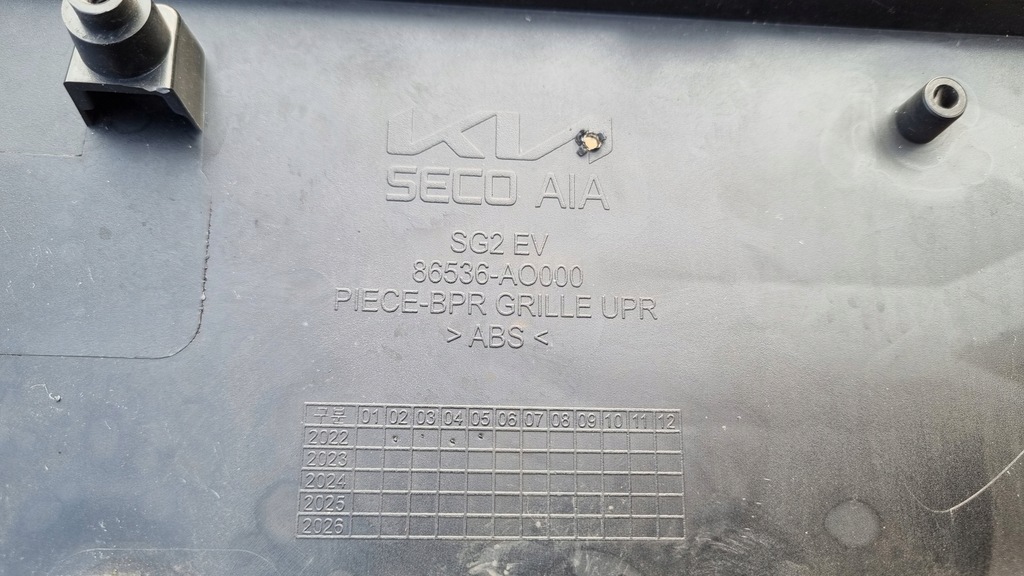 KIA
SECO AIA
SG2 EV
86536-AO000
PIECE-BPR GRILLE UPR
> ABS <
구분 01 02 03 04 05 06 07 08 09 10 11 12
2022
2023
2024
2025
2026